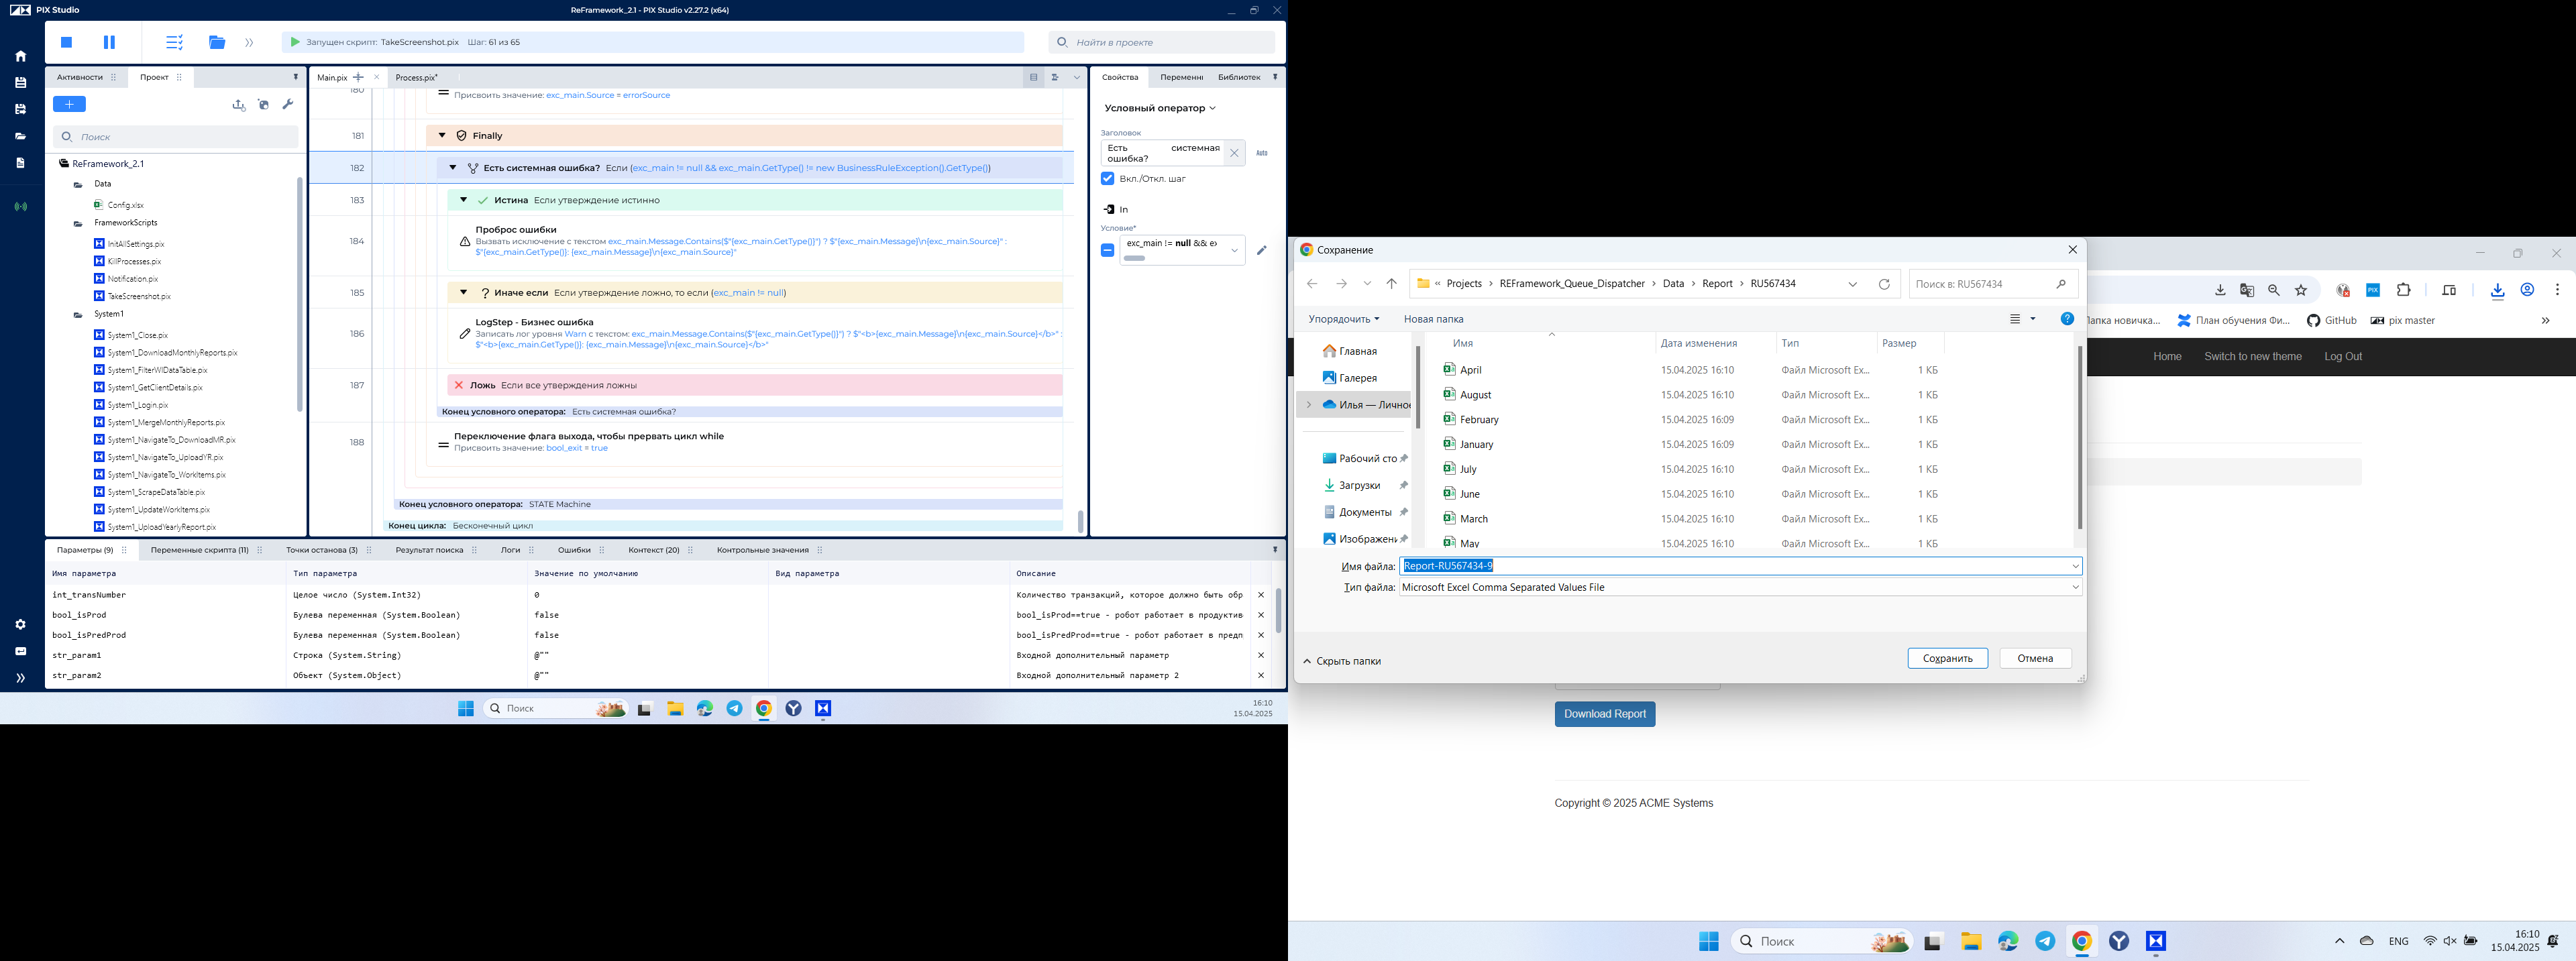 PIX Studio
ReFramework_2.1 - PIX Studio v2.27.2 (x64)
Запущен скрипт: TakeScreenshot.pix Шаг: 61 из 65
Найти в проекте
Активности
Проект
Поиск
ReFramework_2.1
Data
Config.xlsx
FrameworkScripts
InitAllSettings.pix
KillProcesses.pix
Notification.pix
TakeScreenshot.pix
System1
System1_Close.pix
System1_DownloadMonthlyReports.pix
System1_FilterWIDataTable.pix
System1_GetClientDetails.pix
System1_Login.pix
System1_MergeMonthlyReports.pix
System1_NavigateTo_DownloadMR.pix
System1_NavigateTo_UploadYR.pix
System1_NavigateTo_WorkItems.pix
System1_ScrapeDataTable.pix
System1_UpdateWorkItems.pix
System1_UploadYearlyReport.pix
Main.pix
Process.pix*
180
Присвоить значение: exc_main.Source = errorSource
181 Finally
182 Есть системная ошибка? Если (exc_main != null && exc_main.GetType() != new BusinessRuleException().GetType())
183 Истина Если утверждение истинно
184 Проброс ошибки
Вызвать исключение с текстом exc_main.Message.Contains($"{exc_main.GetType()}") ? $"{exc_main.Message}\n{exc_main.Source}" :
$"{exc_main.GetType()}: {exc_main.Message}\n{exc_main.Source}"
185 Иначе если Если утверждение ложно, то если (exc_main != null)
186 LogStep - Бизнес ошибка
Записать лог уровня Warn с текстом: exc_main.Message.Contains($"{exc_main.GetType()}") ? $"<b>{exc_main.Message}\n{exc_main.Source}</b>" :
$"<b>{exc_main.GetType()}: {exc_main.Message}\n{exc_main.Source}</b>"
187 Ложь Если все утверждения ложны
Конец условного оператора: Есть системная ошибка?
188 Переключение флага выхода, чтобы прервать цикл while
Присвоить значение: bool_exit = true
Конец условного оператора: STATE Machine
Конец цикла: Бесконечный цикл
Свойства
Переменні
Библиотек
Условный оператор
Заголовок
Есть системная
ошибка?
Auto
Вкл./Откл. шаг
In
Условие*
exc_main != null && e
Параметры (9)
Переменные скрипта (11)
Точки останова (3)
Результат поиска
Логи
Ошибки
Контекст (20)
Контрольные значения
Имя параметра Тип параметра Значение по умолчанию Вид параметра Описание
int_transNumber Целое число (System.Int32) 0 Количество транзакций, которое должно быть обр
bool_isProd Булева переменная (System.Boolean) false bool_isProd==true - робот работает в продуктив
bool_isPredProd Булева переменная (System.Boolean) false bool_isPredProd==true - робот работает в предп
str_param1 Строка (System.String) @"" Входной дополнительный параметр
str_param2 Объект (System.Object) @"" Входной дополнительный параметр 2
Поиск
16:10
15.04.2025
Сохранение
« Projects › REFramework_Queue_Dispatcher › Data › Report › RU567434
Поиск в: RU567434
Упорядочить
Новая папка
Главная
Галерея
Илья — Личное
Рабочий сто
Загрузки
Документы
Изображени
Имя Дата изменения Тип Размер
April 15.04.2025 16:10 Файл Microsoft Ex... 1 КБ
August 15.04.2025 16:10 Файл Microsoft Ex... 1 КБ
February 15.04.2025 16:09 Файл Microsoft Ex... 1 КБ
January 15.04.2025 16:09 Файл Microsoft Ex... 1 КБ
July 15.04.2025 16:10 Файл Microsoft Ex... 1 КБ
June 15.04.2025 16:10 Файл Microsoft Ex... 1 КБ
March 15.04.2025 16:10 Файл Microsoft Ex... 1 КБ
May 15.04.2025 16:10 Файл Microsoft Ex... 1 КБ
Имя файла: Report-RU567434-9
Тип файла: Microsoft Excel Comma Separated Values File
Скрыть папки
Сохранить
Отмена
PIX
Папка новичка...
План обучения Фи...
GitHub
pix master
Home
Switch to new theme
Log Out
Download Report
Copyright © 2025 ACME Systems
Поиск
ENG
16:10
15.04.2025